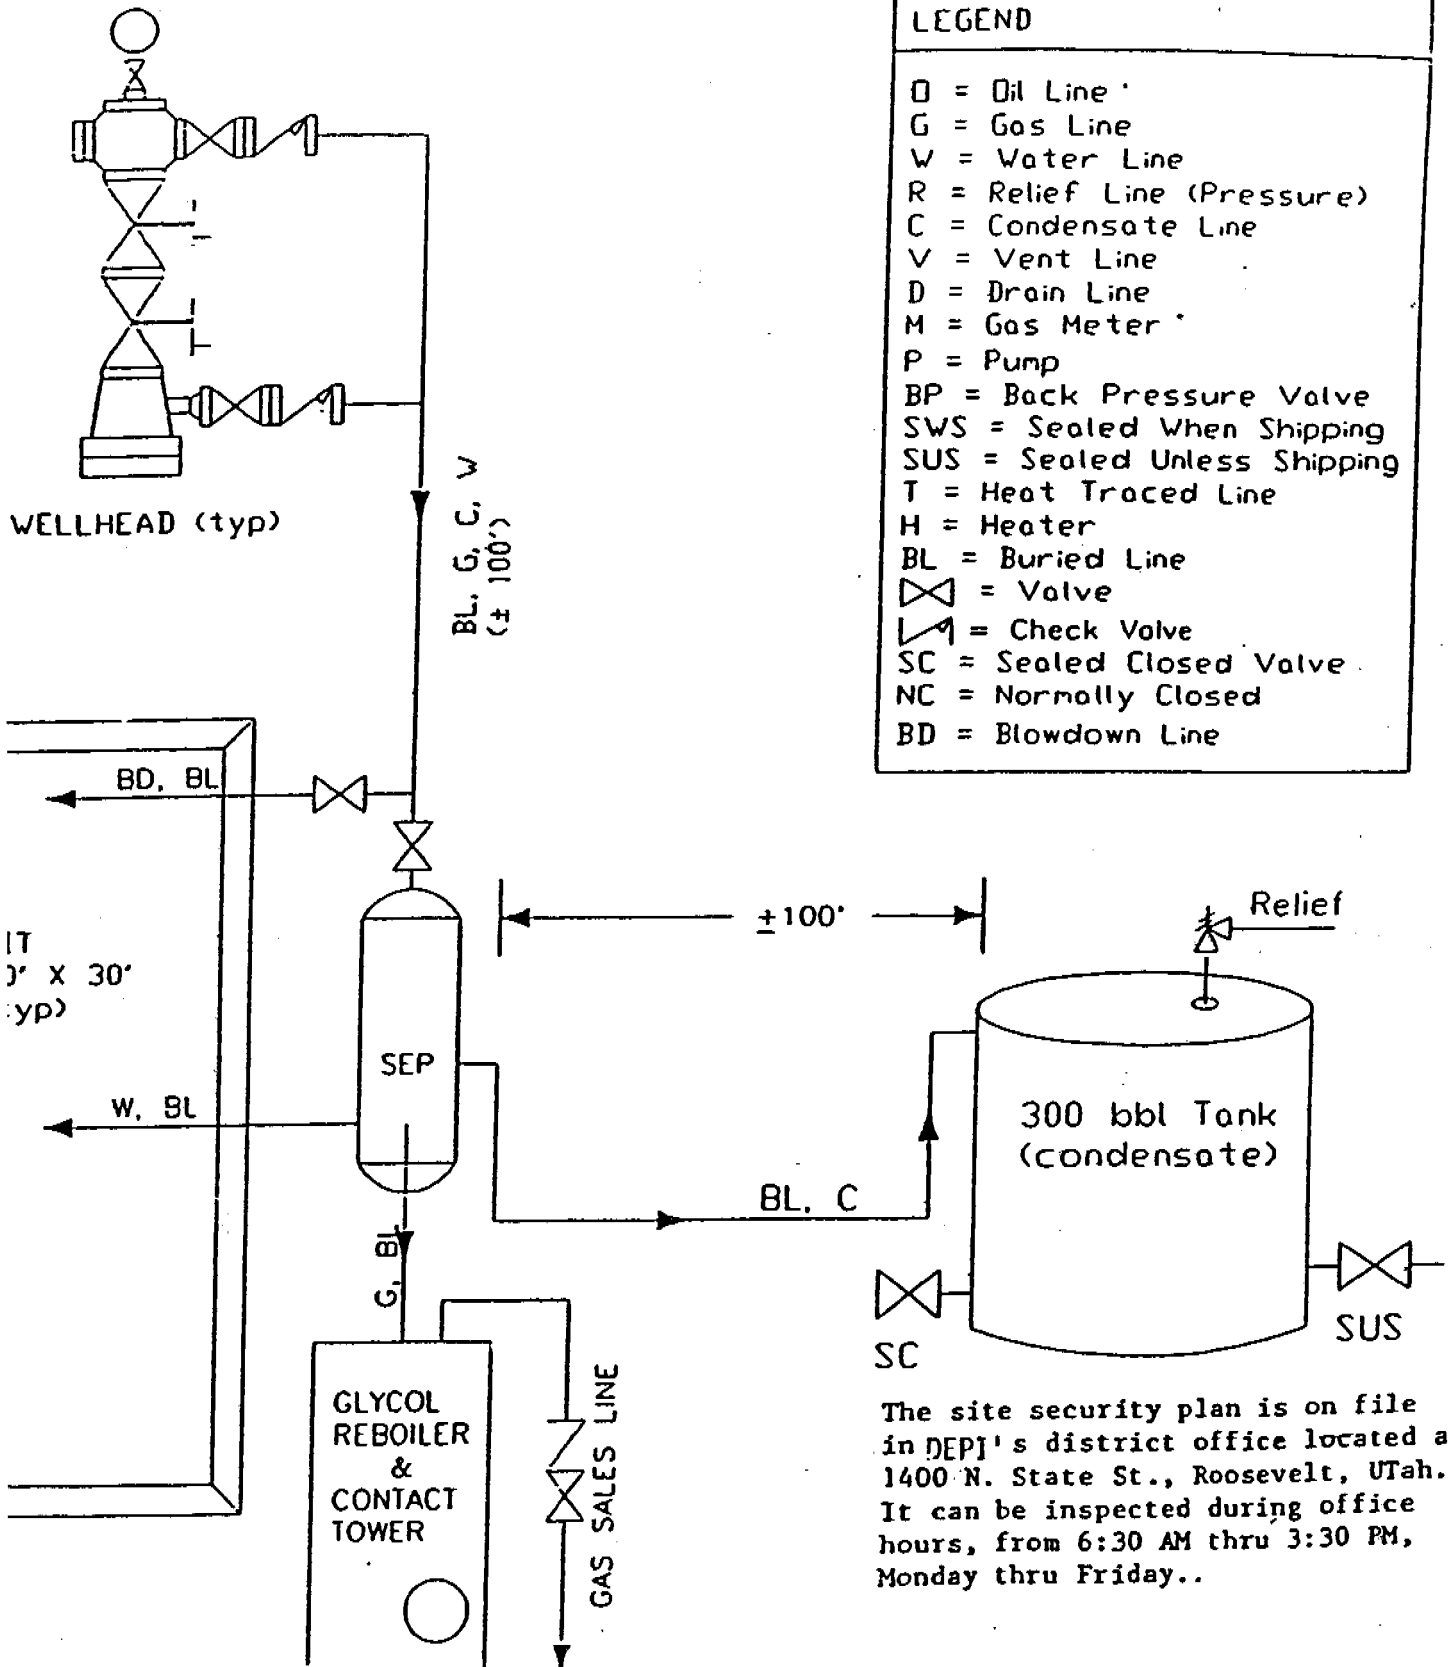 LEGEND
O = Oil Line
G = Gas Line
W = Water Line
R = Relief Line (Pressure)
C = Condensate Line
V = Vent Line
D = Drain Line
M = Gas Meter
P = Pump
BP = Back Pressure Valve
SWS = Sealed When Shipping
SUS = Sealed Unless Shipping
T = Heat Traced Line
H = Heater
BL = Buried Line
= Valve
= Check Valve
SC = Sealed Closed Valve
NC = Normally Closed
BD = Blowdown Line
WELLHEAD (typ)
BL, G, C, W
(± 100')
BD, BL
±100'
Relief
IT
0' X 30'
typ)
SEP
W, BL
300 bbl Tank
(condensate)
BL, C
G, BL
SC
SUS
GLYCOL
REBOILER
&
CONTACT
TOWER
GAS SALES LINE
The site security plan is on file
in DEPI's district office located a
1400 N. State St., Roosevelt, UTah.
It can be inspected during office
hours, from 6:30 AM thru 3:30 PM,
Monday thru Friday..